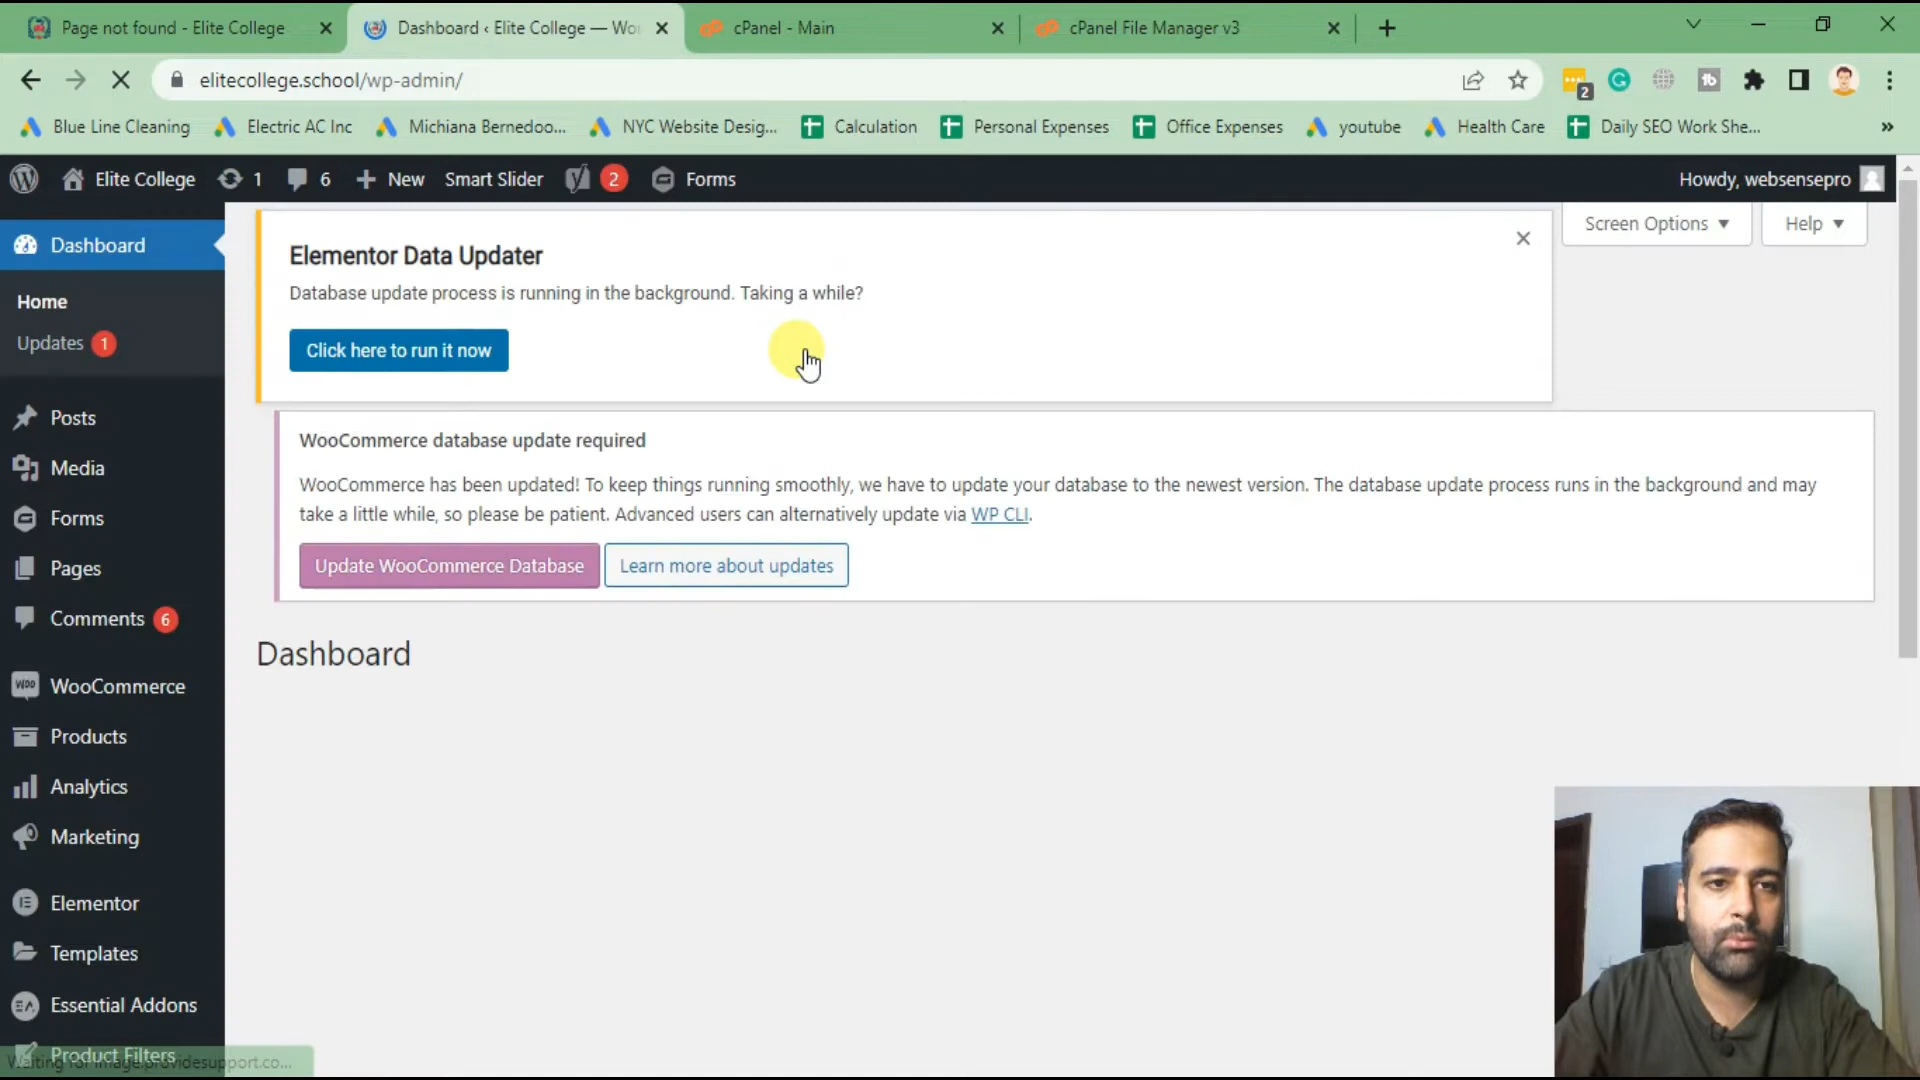 Page not found - Elite College
Dashboard ‹ Elite College — Wo
cPanel - Main
cPanel File Manager v3
elitecollege.school/wp-admin/
2
Blue Line Cleaning
Electric AC Inc
Michiana Bernedoo...
NYC Website Desig...
Calculation
Personal Expenses
Office Expenses
youtube
Health Care
Daily SEO Work She...
»
Elite College
1
6
New
Smart Slider
2
Forms
Howdy, websensepro
Dashboard
Home
Updates 1
Posts
Media
Forms
Pages
Comments 6
WooCommerce
Products
Analytics
Marketing
Elementor
Templates
Essential Addons
Product Filters
Waiting for image.providesupport.co...
Screen Options
Help
Elementor Data Updater
Database update process is running in the background. Taking a while?
Click here to run it now
WooCommerce database update required
WooCommerce has been updated! To keep things running smoothly, we have to update your database to the newest version. The database update process runs in the background and may
take a little while, so please be patient. Advanced users can alternatively update via WP CLI.
Update WooCommerce Database
Learn more about updates
Dashboard